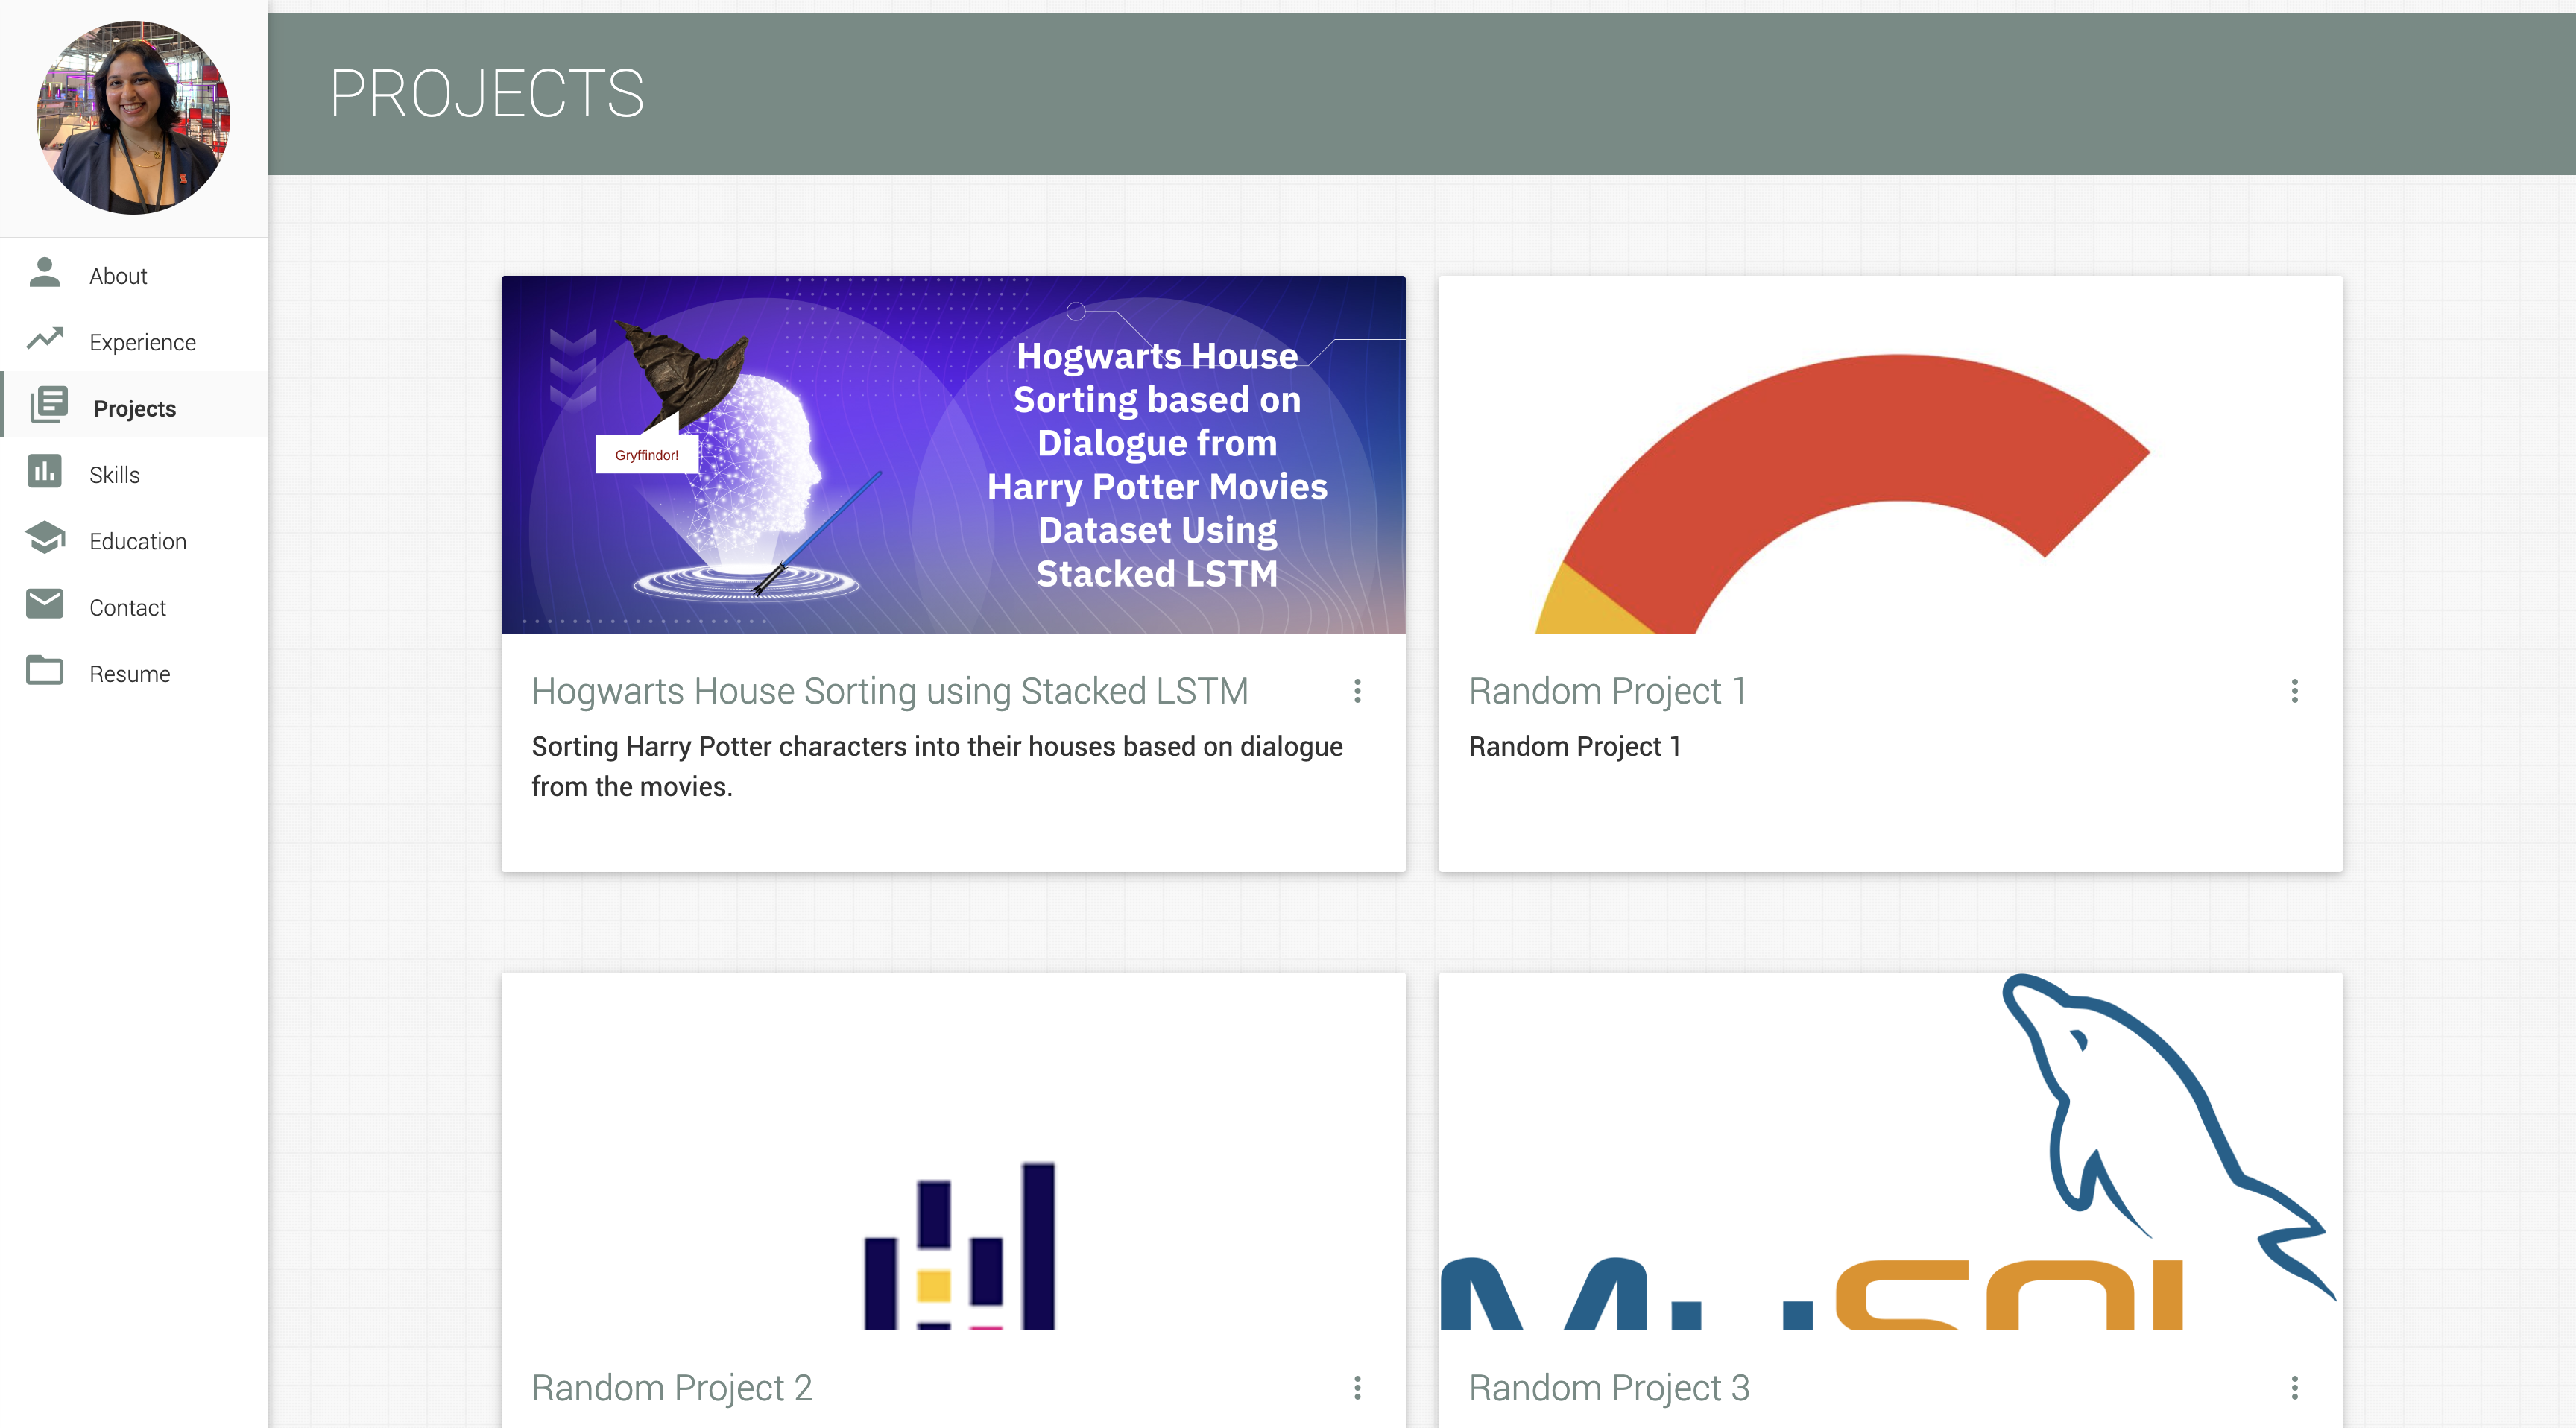 PROJECTS
About
Experience
Projects
Skills
Education
Contact
Resume
Gryffindor!
Hogwarts House
Sorting based on
Dialogue from
Harry Potter Movies
Dataset Using
Stacked LSTM
Hogwarts House Sorting using Stacked LSTM
Sorting Harry Potter characters into their houses based on dialogue
from the movies.
Random Project 1
Random Project 1
MySQL
Random Project 2
Random Project 3